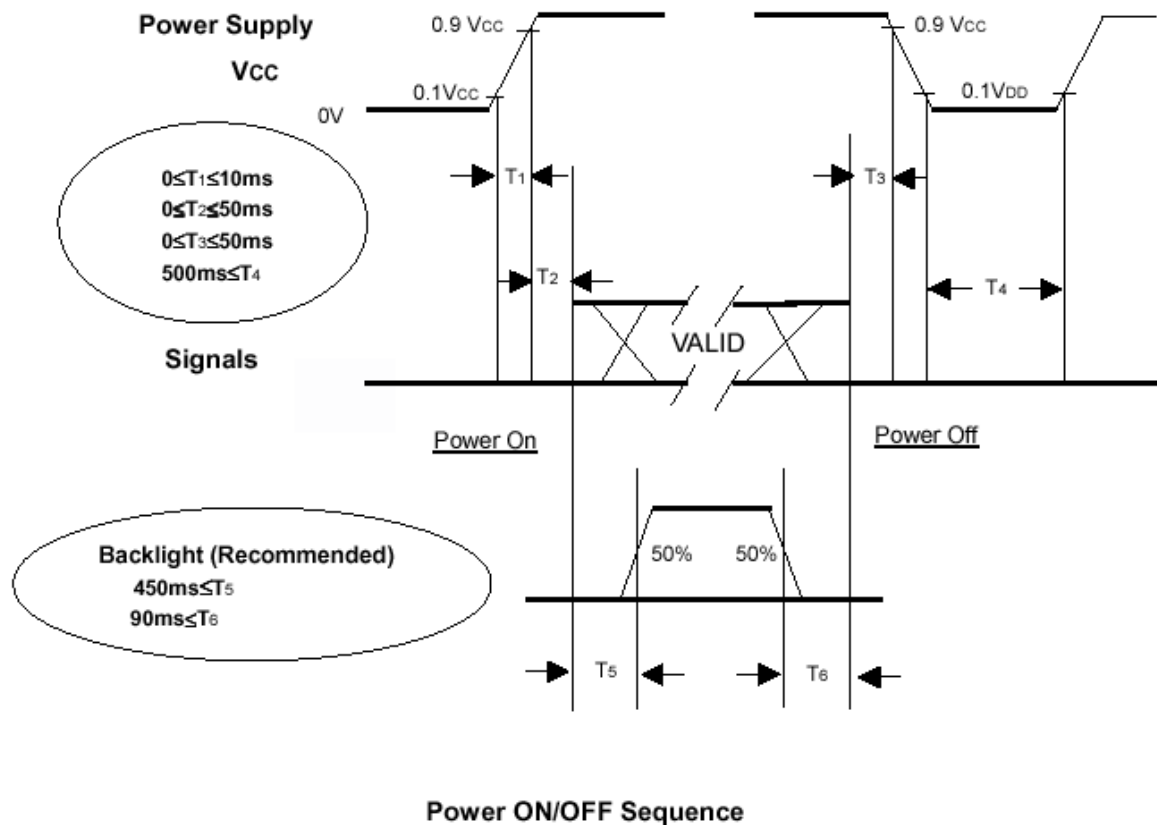 Power Supply
VCC
0.9 VCC
0.1VCC
0V
0.9 VCC
0.1VDD
0≤T1≤10ms
0≤T2≤50ms
0≤T3≤50ms
500ms≤T4
T1
T2
T3
T4
Signals
VALID
Power On
Power Off
Backlight (Recommended)
450ms≤T5
90ms≤T6
50%
50%
T5
T6
Power ON/OFF Sequence